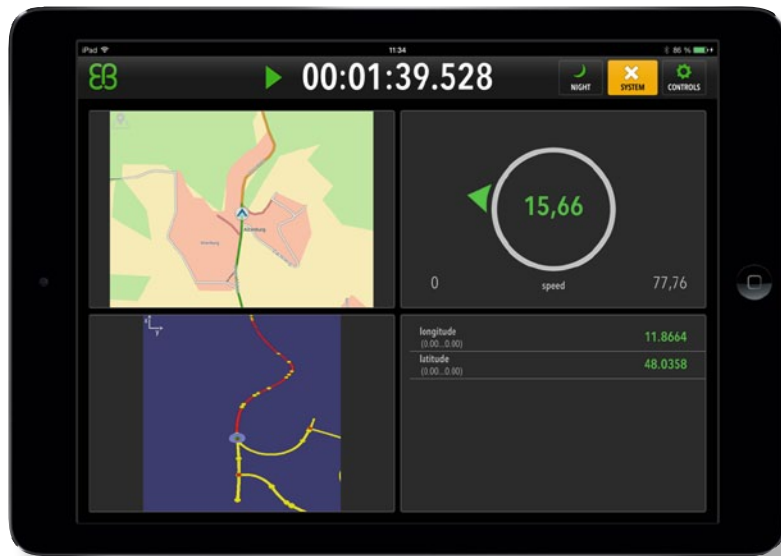 iPad
11:34
86 %
EB
00:01:39.528
NIGHT
SYSTEM
CONTROLS
15,66
0
speed
77,76
longitude
11.8664
(0.00...0.00)
latitude
48.0358
(0.00...0.00)
x
y